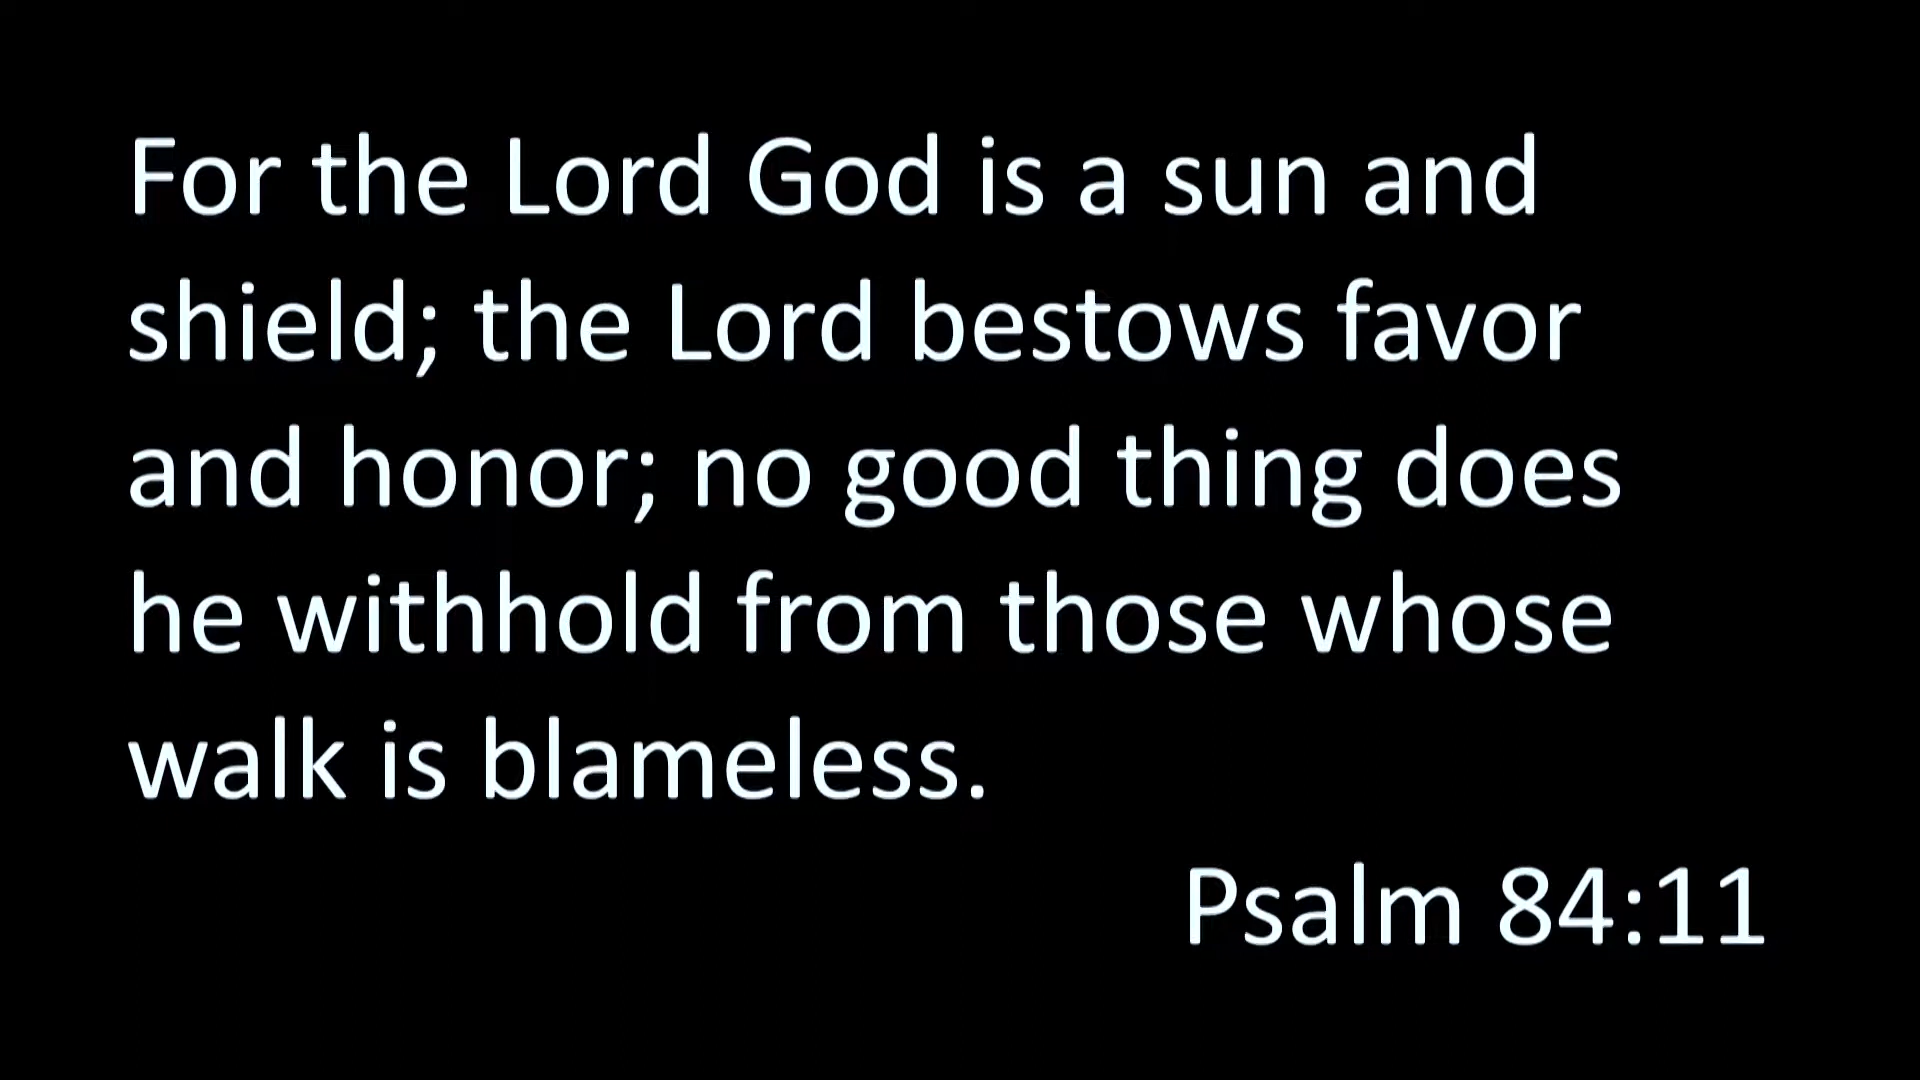 For the Lord God is a sun and
shield; the Lord bestows favor
and honor; no good thing does
he withhold from those whose
walk is blameless.
Psalm 84:11